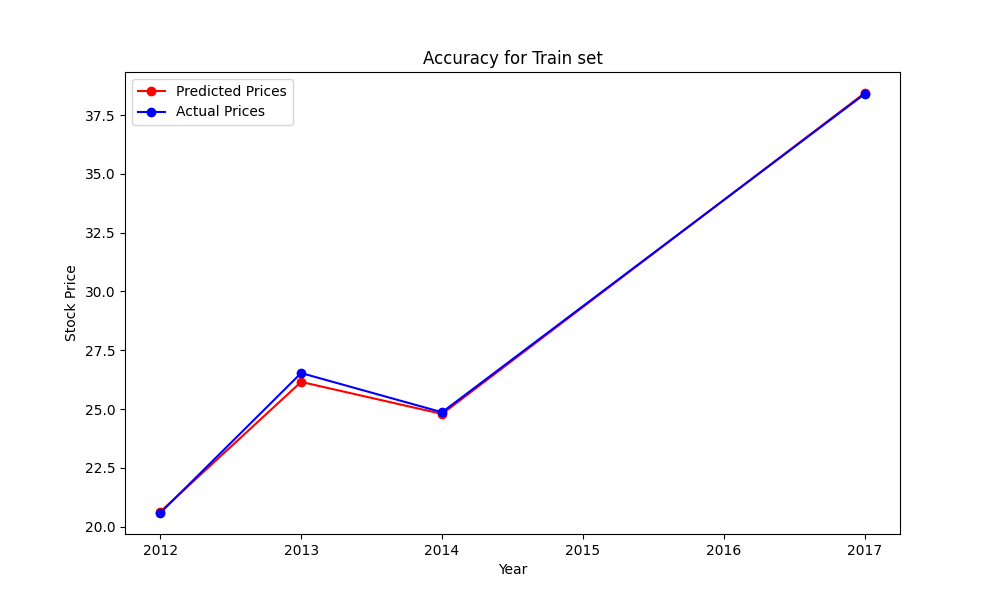 Accuracy for Train set
Predicted Prices
Actual Prices
37.5
35.0
32.5
30.0
27.5
25.0
22.5
20.0
Stock Price
2012 2013 2014 2015 2016 2017
Year